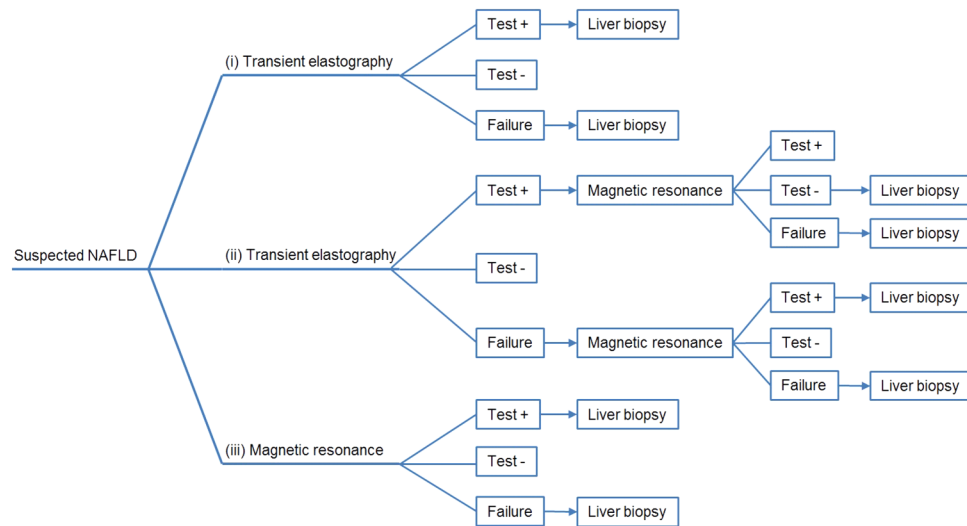 (i) Transient elastography
Test +
Liver biopsy
Test -
Failure
Liver biopsy
Suspected NAFLD
(ii) Transient elastography
Test +
Magnetic resonance
Test +
Test -
Liver biopsy
Failure
Liver biopsy
Test -
Failure
Magnetic resonance
Test +
Liver biopsy
Test -
Failure
Liver biopsy
(iii) Magnetic resonance
Test +
Liver biopsy
Test -
Failure
Liver biopsy